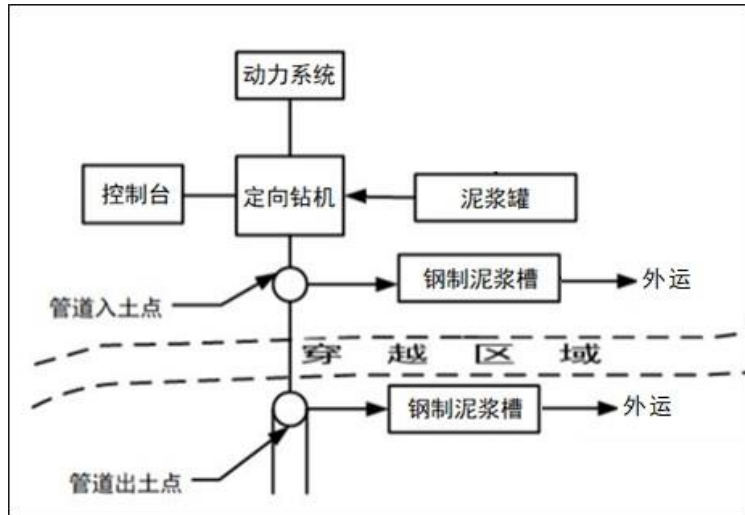 动力系统
控制台
定向钻机
泥浆罐
钢制泥浆槽
外运
管道入土点
穿越区域
钢制泥浆槽
外运
管道出土点